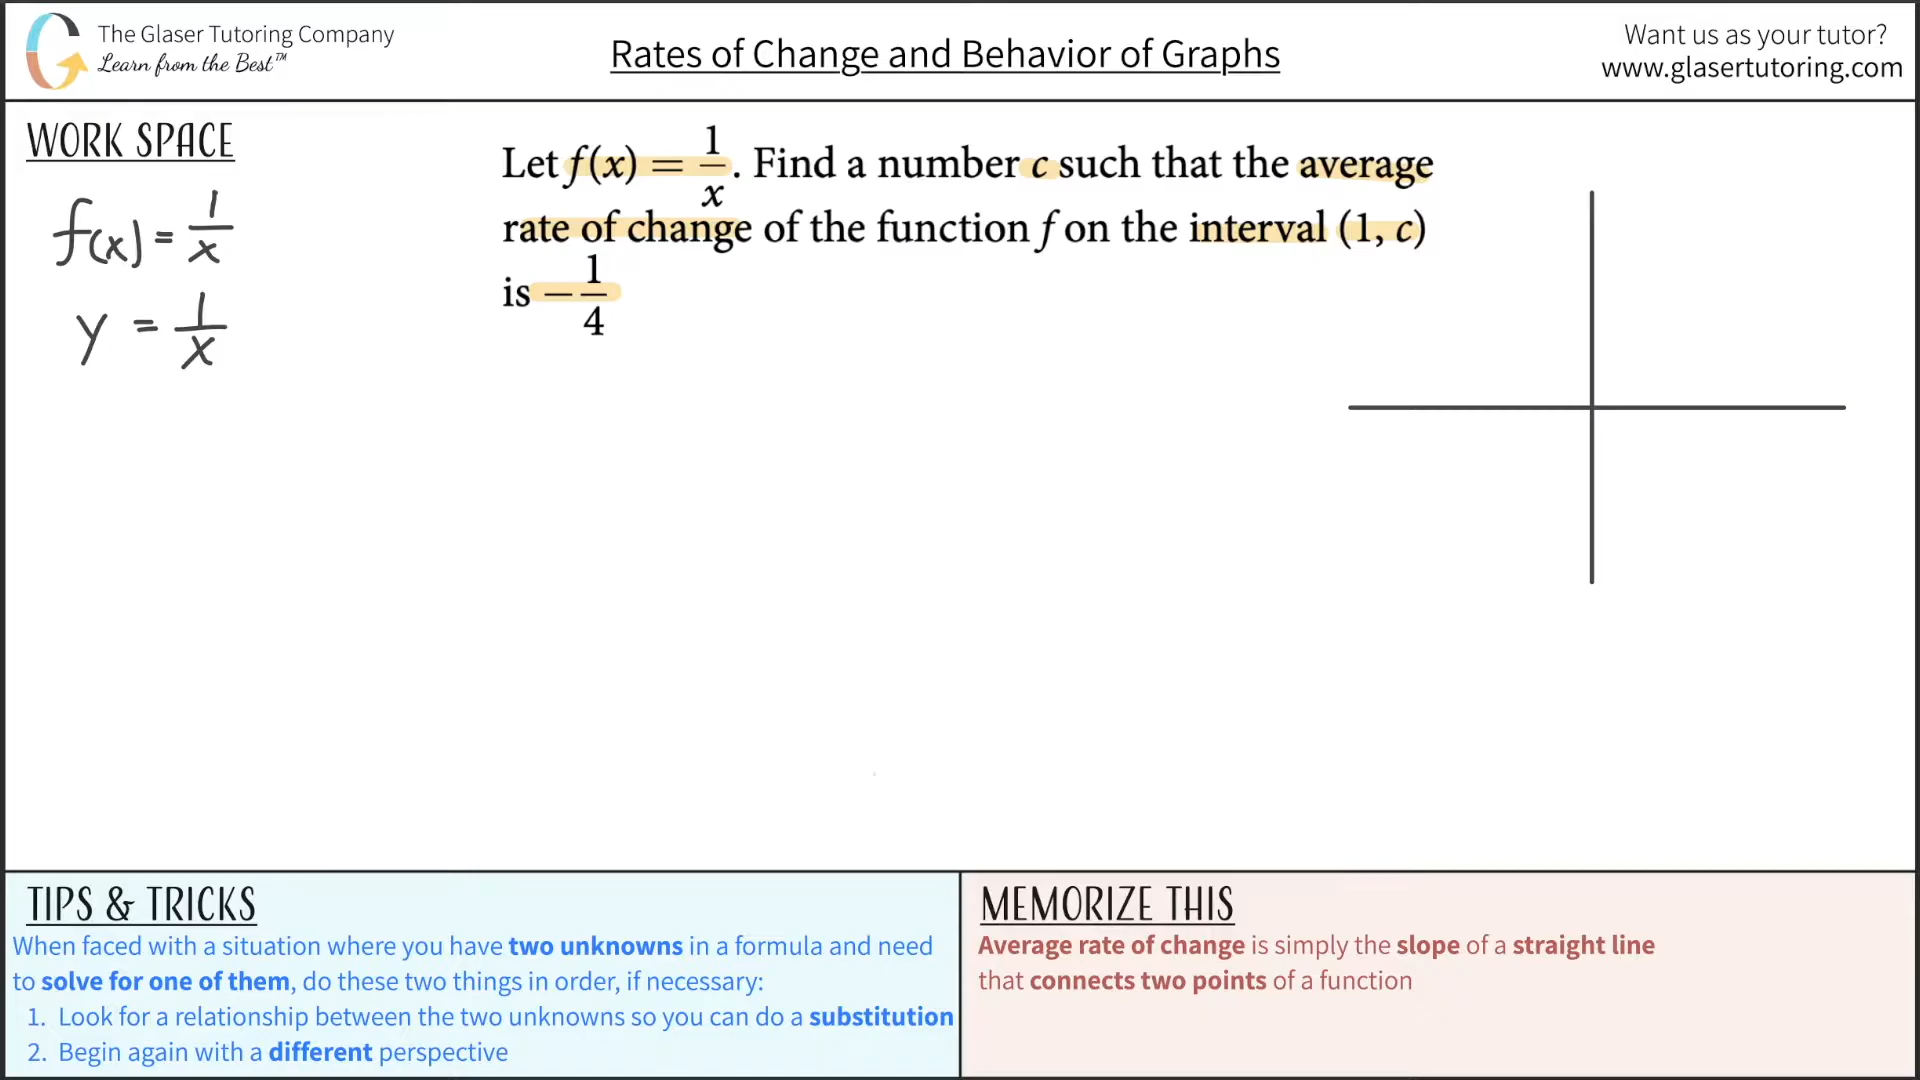 The Glaser Tutoring Company
Learn from the Best™
Rates of Change and Behavior of Graphs
Want us as your tutor?
www.glasertutoring.com
WORK SPACE
f(x) = 1/x
y = 1/x
Let f(x) = 1/x. Find a number c such that the average
rate of change of the function f on the interval (1, c)
is −1/4
TIPS & TRICKS
When faced with a situation where you have two unknowns in a formula and need
to solve for one of them, do these two things in order, if necessary:
1. Look for a relationship between the two unknowns so you can do a substitution
2. Begin again with a different perspective
MEMORIZE THIS
Average rate of change is simply the slope of a straight line
that connects two points of a function